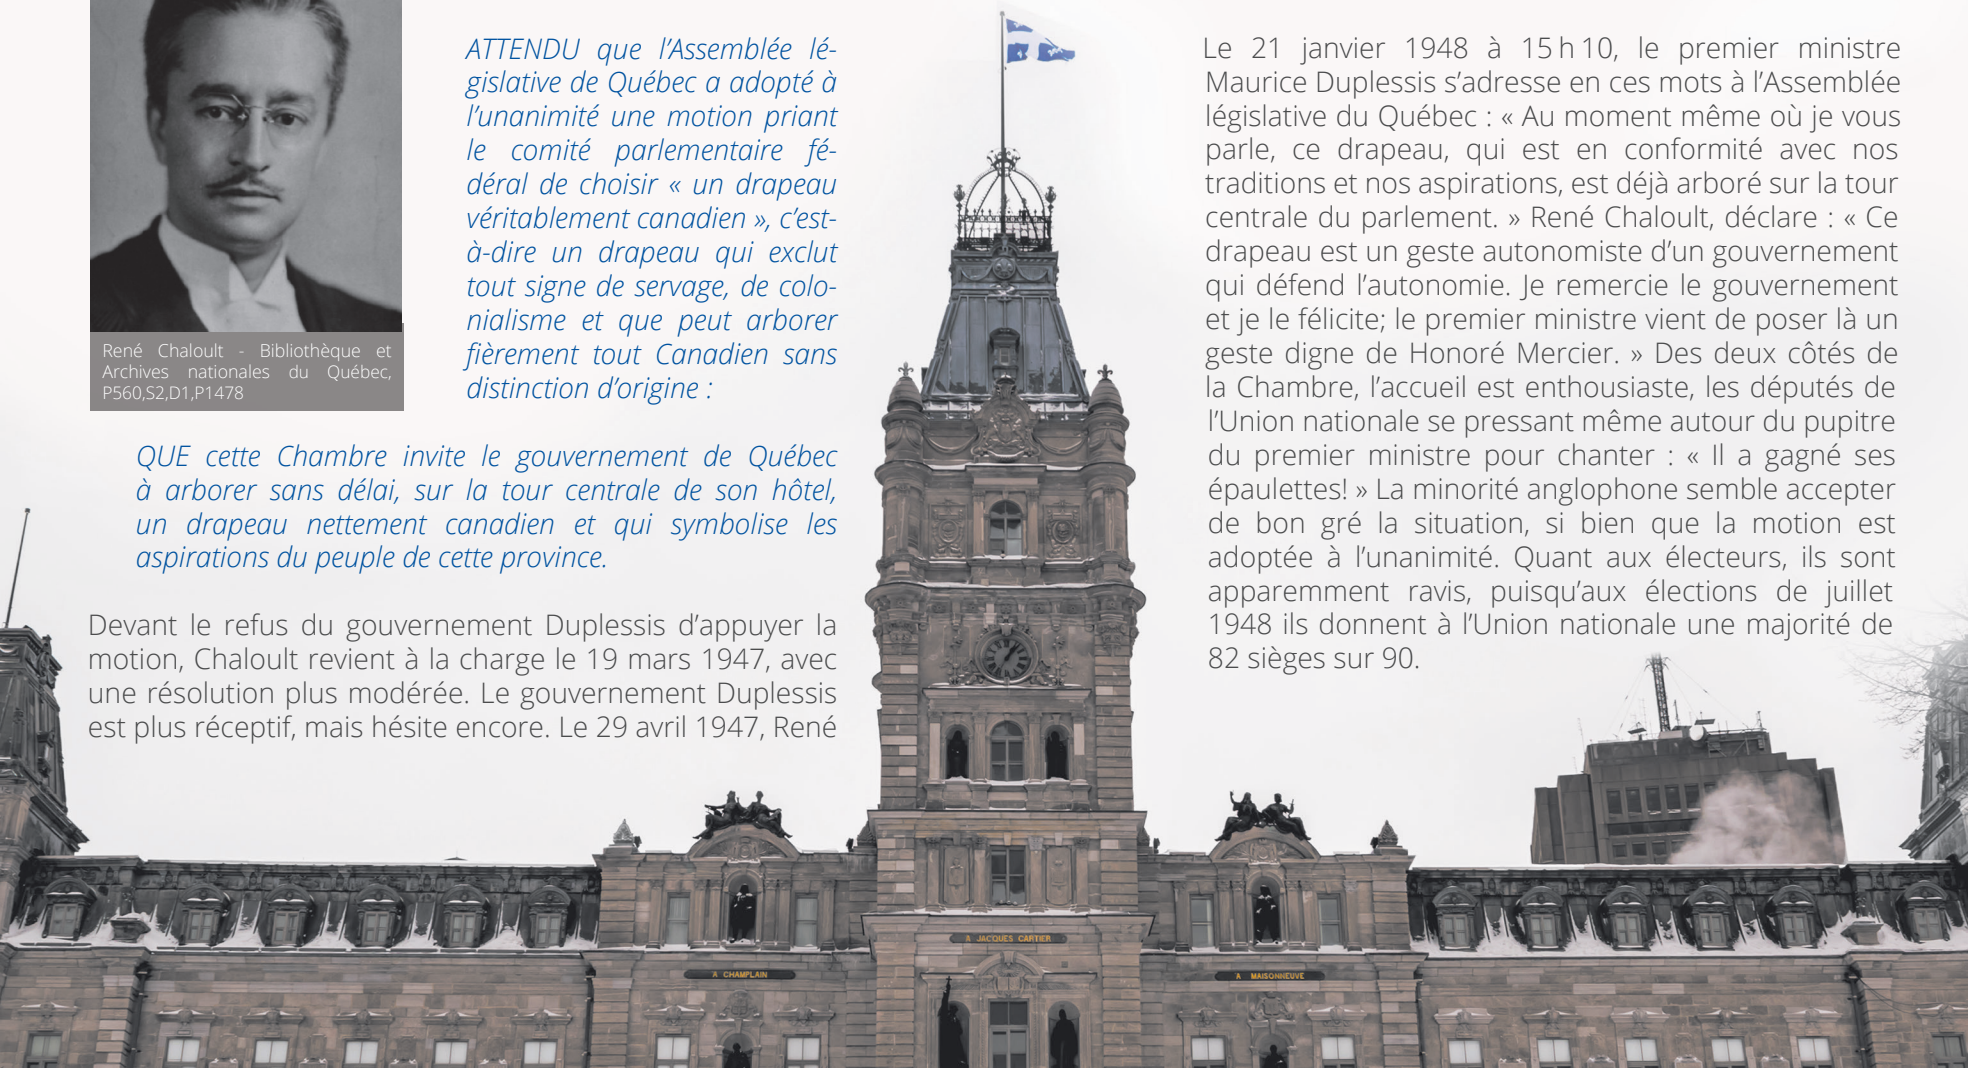 René Chaloult - Bibliothèque et
Archives nationales du Québec,
P560,S2,D1,P1478
ATTENDU que l’Assemblée lé-
gislative de Québec a adopté à
l’unanimité une motion priant
le comité parlementaire fé-
déral de choisir « un drapeau
véritablement canadien », c’est-
à-dire un drapeau qui exclut
tout signe de servage, de colo-
nialisme et que peut arborer
fièrement tout Canadien sans
distinction d’origine :
QUE cette Chambre invite le gouvernement de Québec
à arborer sans délai, sur la tour centrale de son hôtel,
un drapeau nettement canadien et qui symbolise les
aspirations du peuple de cette province.
Devant le refus du gouvernement Duplessis d’appuyer la
motion, Chaloult revient à la charge le 19 mars 1947, avec
une résolution plus modérée. Le gouvernement Duplessis
est plus réceptif, mais hésite encore. Le 29 avril 1947, René
Le 21 janvier 1948 à 15 h 10, le premier ministre
Maurice Duplessis s’adresse en ces mots à l’Assemblée
législative du Québec : « Au moment même où je vous
parle, ce drapeau, qui est en conformité avec nos
traditions et nos aspirations, est déjà arboré sur la tour
centrale du parlement. » René Chaloult, déclare : « Ce
drapeau est un geste autonomiste d’un gouvernement
qui défend l’autonomie. Je remercie le gouvernement
et je le félicite; le premier ministre vient de poser là un
geste digne de Honoré Mercier. » Des deux côtés de
la Chambre, l’accueil est enthousiaste, les députés de
l’Union nationale se pressant même autour du pupitre
du premier ministre pour chanter : « Il a gagné ses
épaulettes! » La minorité anglophone semble accepter
de bon gré la situation, si bien que la motion est
adoptée à l’unanimité. Quant aux électeurs, ils sont
apparemment ravis, puisqu’aux élections de juillet
1948 ils donnent à l’Union nationale une majorité de
82 sièges sur 90.
A JACQUES CARTIER
A CHAMPLAIN
A MAISONNEUVE